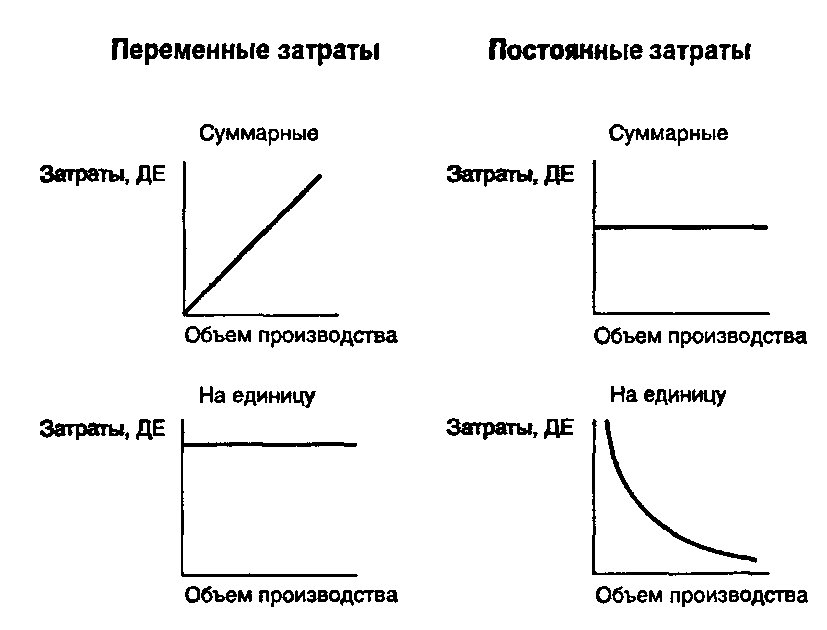 Переменные затраты
Постоянные затраты
Суммарные
Суммарные
Затраты, ДЕ
Затраты, ДЕ
Объем производства
Объем производства
На единицу
На единицу
Затраты, ДЕ
Затраты, ДЕ
Объем производства
Объем производства